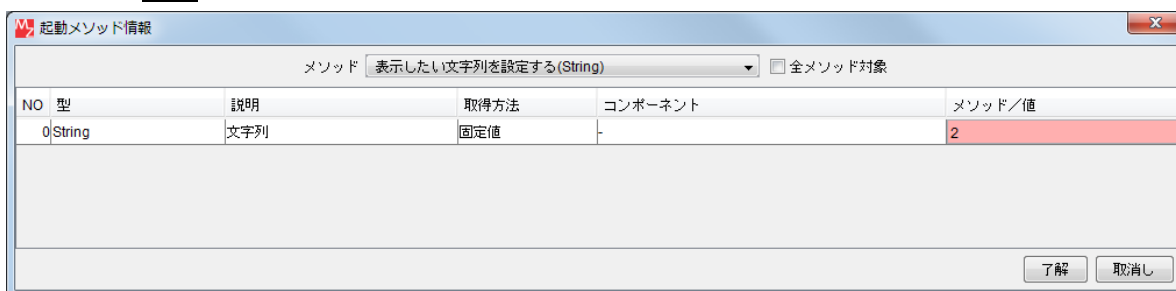 起動メソッド情報
メソッド 表示したい文字列を設定する(String) 全メソッド対象
NO 型 説明 取得方法 コンポーネント メソッド／値
0 String 文字列 固定値 - 2
了解 取消し